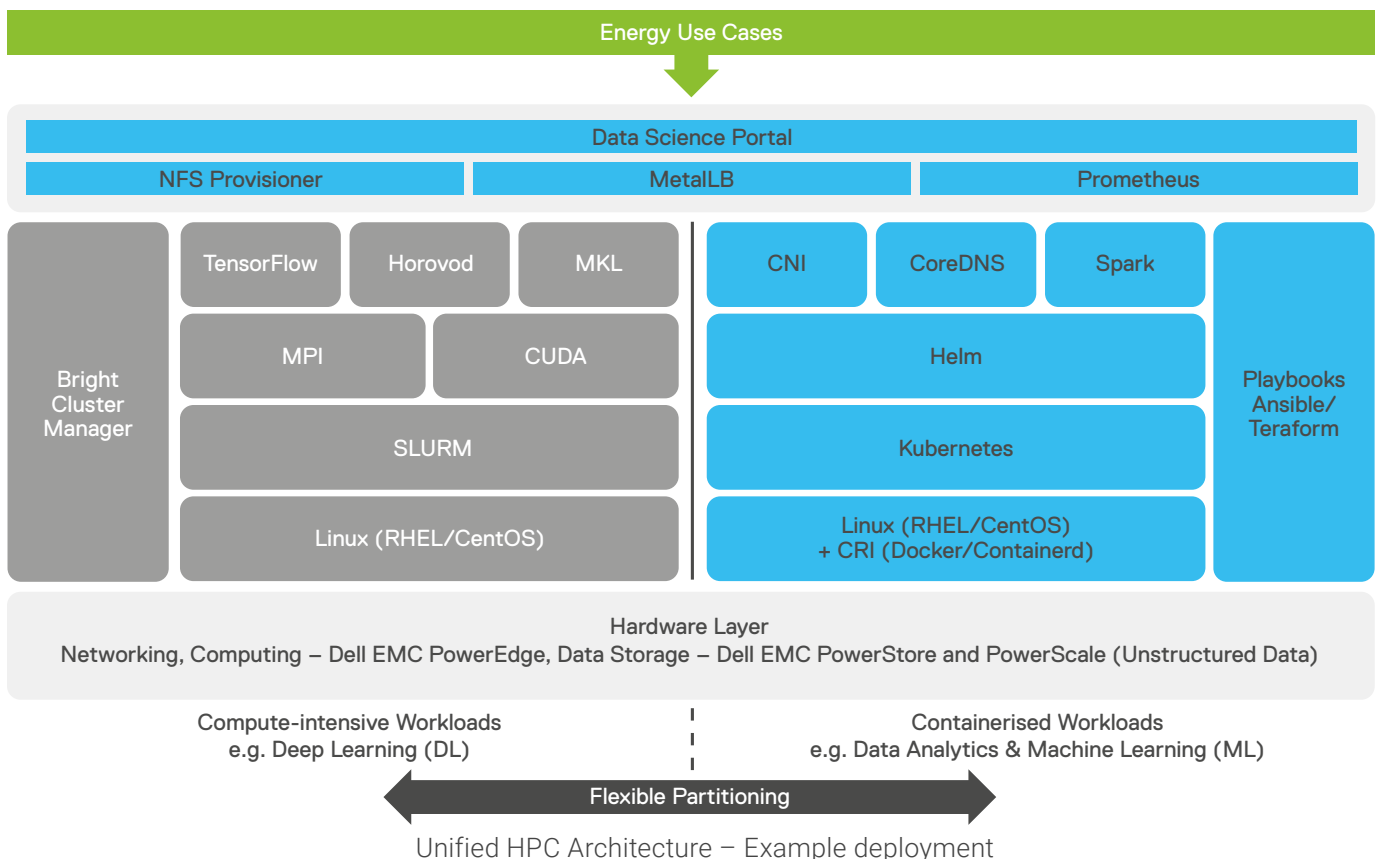 Energy Use Cases
Data Science Portal
NFS Provisioner
MetalLB
Prometheus
Bright
Cluster
Manager
TensorFlow
Horovod
MKL
MPI
CUDA
SLURM
Linux (RHEL/CentOS)
CNI
CoreDNS
Spark
Helm
Kubernetes
Linux (RHEL/CentOS)
+ CRI (Docker/Containerd)
Playbooks
Ansible/
Teraform
Hardware Layer
Networking, Computing – Dell EMC PowerEdge, Data Storage – Dell EMC PowerStore and PowerScale (Unstructured Data)
Compute-intensive Workloads
e.g. Deep Learning (DL)
Containerised Workloads
e.g. Data Analytics & Machine Learning (ML)
Flexible Partitioning
Unified HPC Architecture – Example deployment